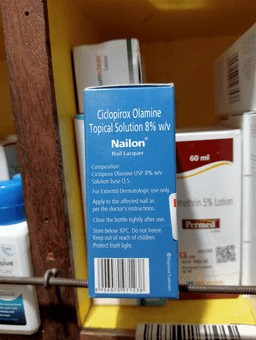 umclear
Ciclopirox Olamine
Topical Solution 8% w/v
Nailon®
Nail Lacquer
Composition:
Ciclopirox Olamine USP 8% w/v
Solution base Q.S.
For External Dermatologic use only.
Apply to the affected nail as
per the doctor's instructions.
Close the bottle tightly after use.
Store below 30°C. Do not freeze
Keep out of reach of children.
Protect from light.
60 ml
methrin 5% Lotion
Permed